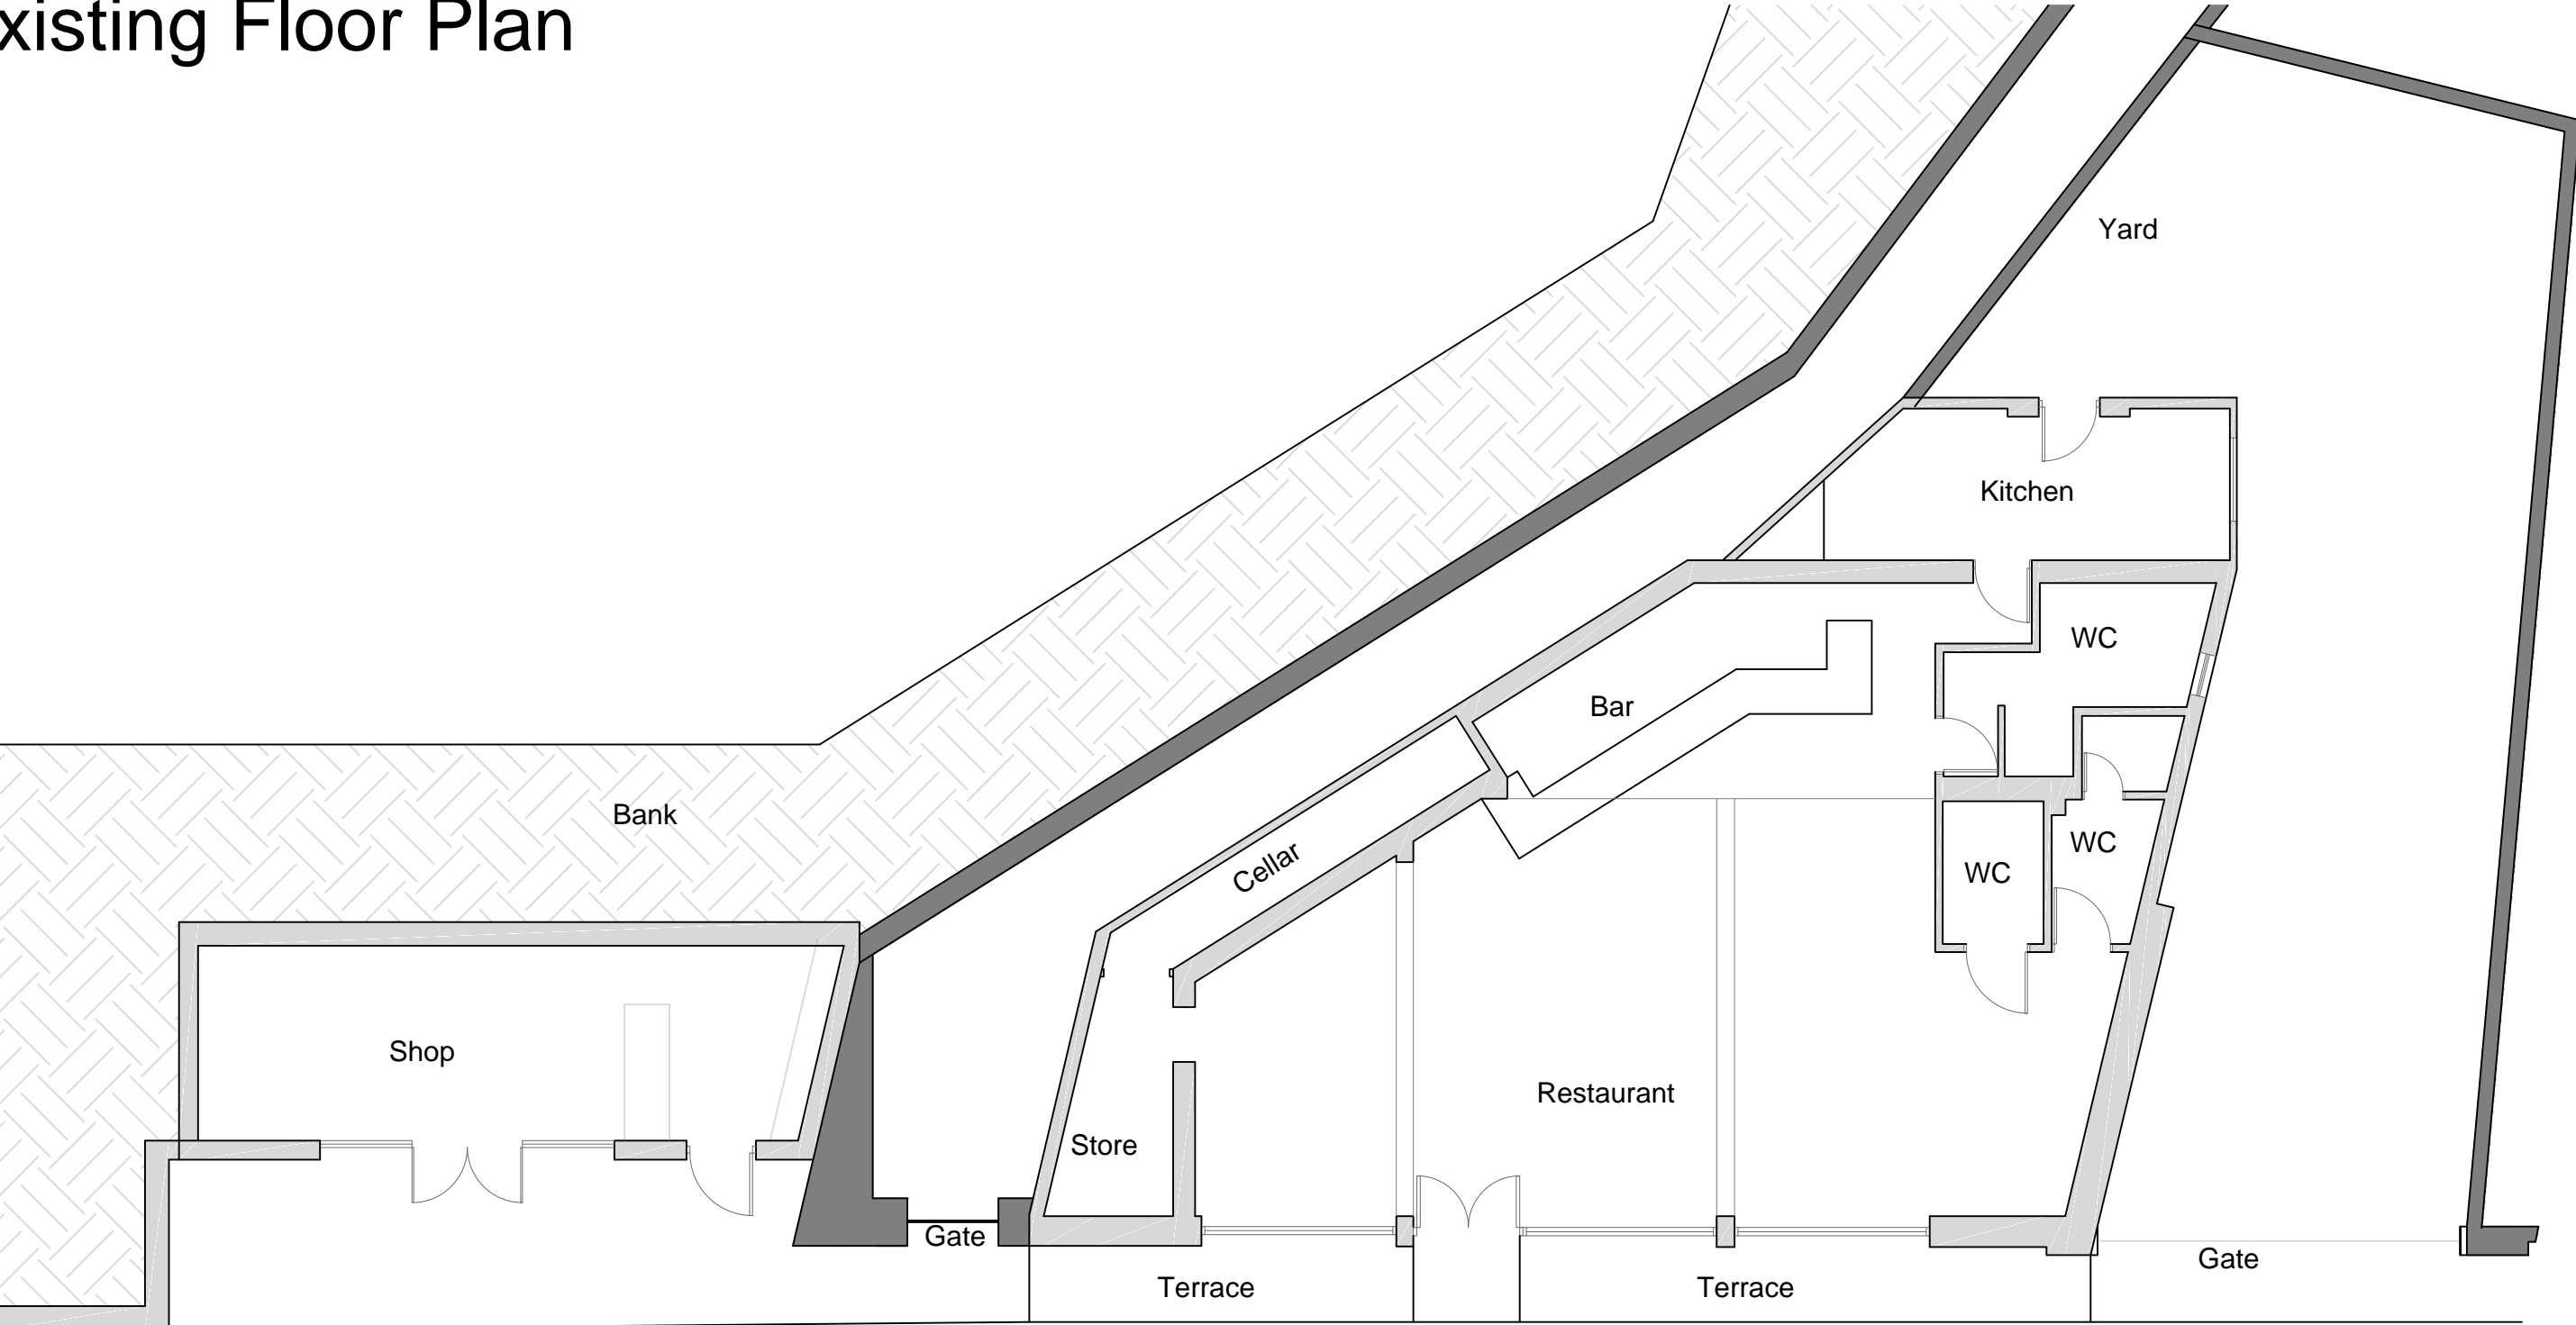 xisting Floor Plan
Yard
Kitchen
WC
Bar
Bank
WC
Cellar
WC
Shop
Restaurant
Store
Gate
Gate
Terrace
Terrace